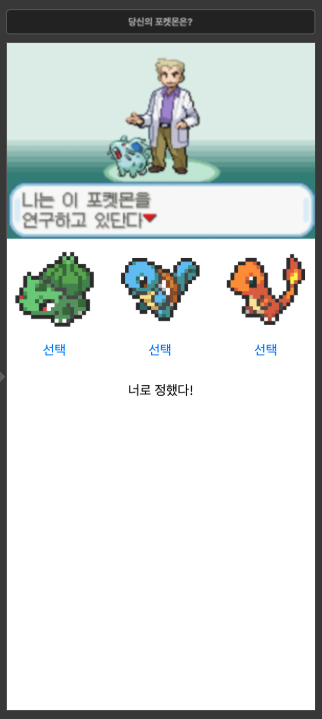 당신의 포켓몬은?
나는 이 포켓몬을
연구하고 있단다
선택 선택 선택
너로 정했다!